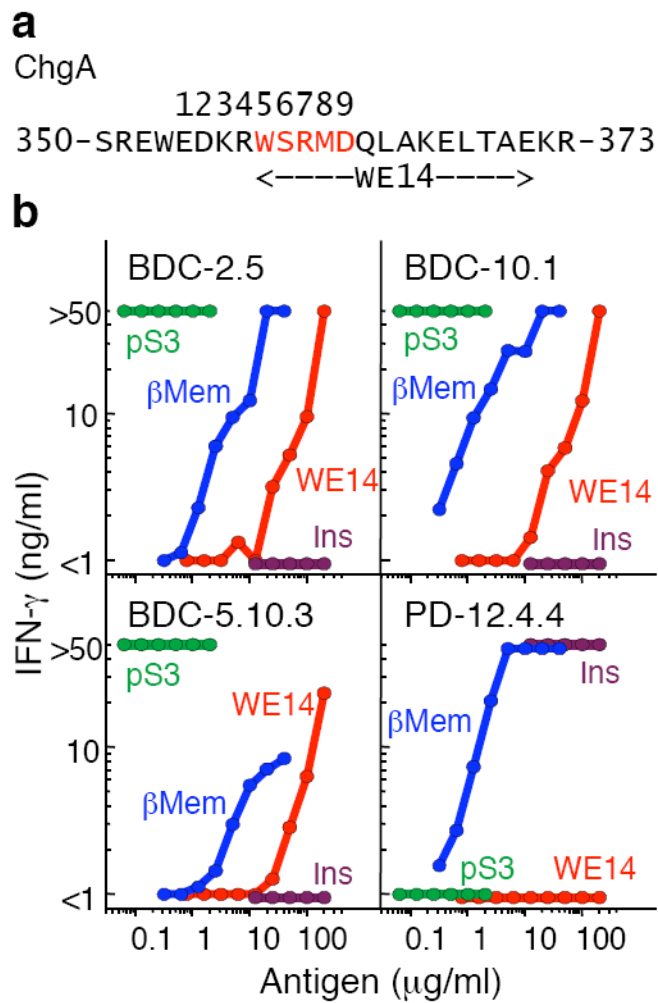 a
ChgA
123456789
350-SREWEDKRWSRMDQLAKELTAEKR-373
<----WE14---->
b
BDC-2.5
BDC-10.1
>50
pS3
pS3
βMem
βMem
10
WE14
WE14
Ins
Ins
<1
IFN-γ (ng/ml)
BDC-5.10.3
PD-12.4.4
>50
pS3
Ins
WE14
βMem
10
βMem
Ins
pS3
WE14
<1
0.1 1 10 100 0.1 1 10 100
Antigen (μg/ml)